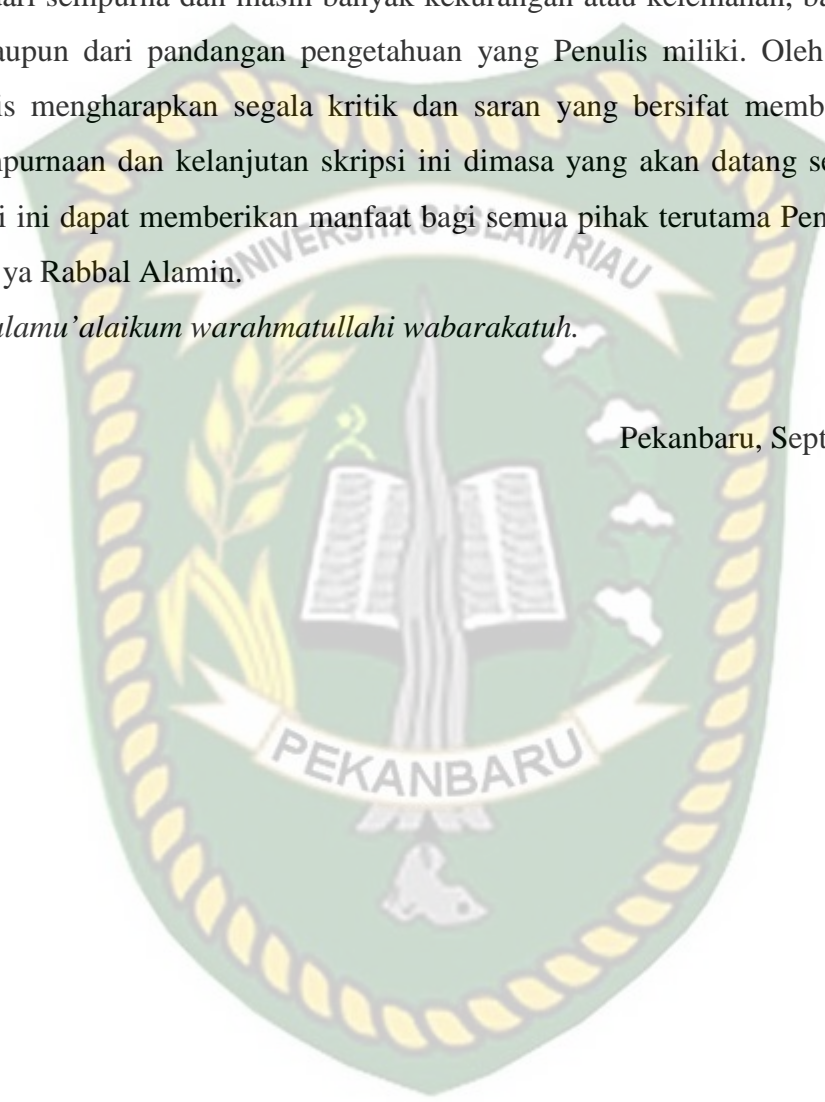 dari sempurna dan masih banyak kekurangan atau kelemahan,
aupun dari pandangan pengetahuan yang Penulis miliki. Oleh
is mengharapkan segala kritik dan saran yang bersifat memb
purnaan dan kelanjutan skripsi ini dimasa yang akan datang se
i ini dapat memberikan manfaat bagi semua pihak terutama Pen
ya Rabbal Alamin.
alamu’alaikum warahmatullahi wabarakatuh.
Pekanbaru, Sept
UNIVERSITAS ISLAM RIAU
PEKANBARU